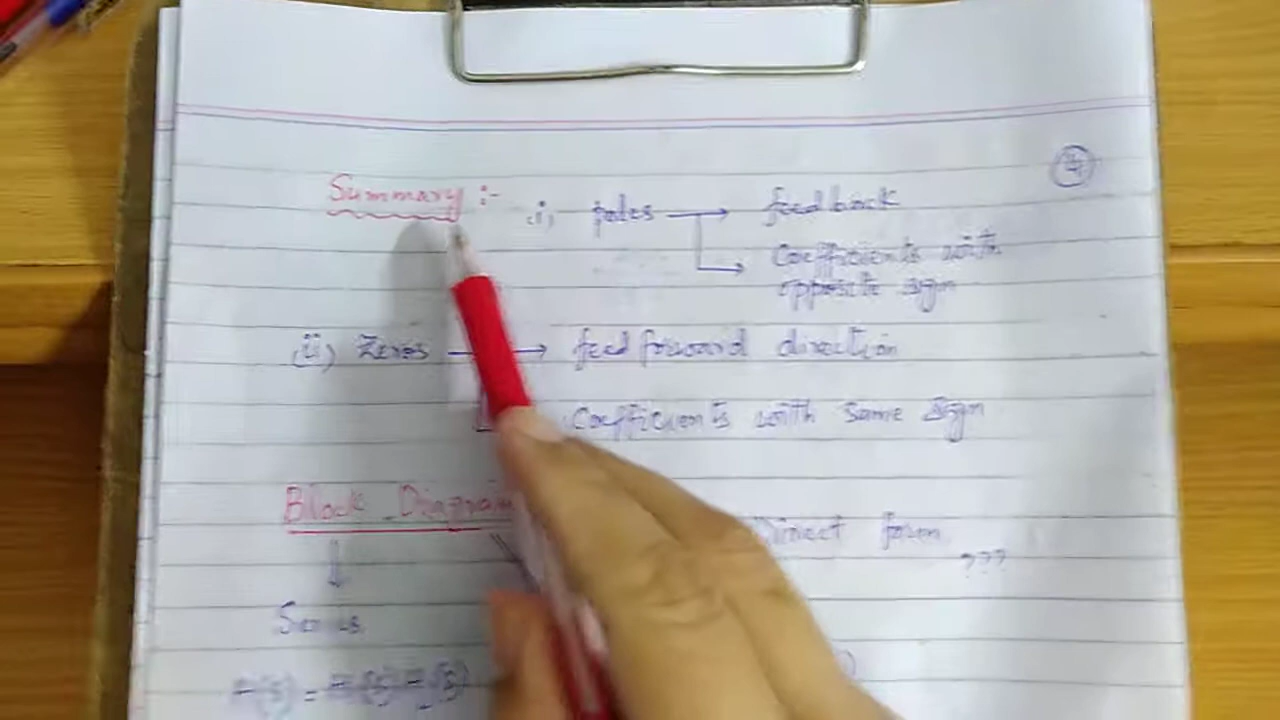 4
Summary :- i) poles → feedback
Coefficients with
opposite sign
ii) Zeros → feed forward direction
Coefficients with same sign
Block Diagram
Direct form
???
Series